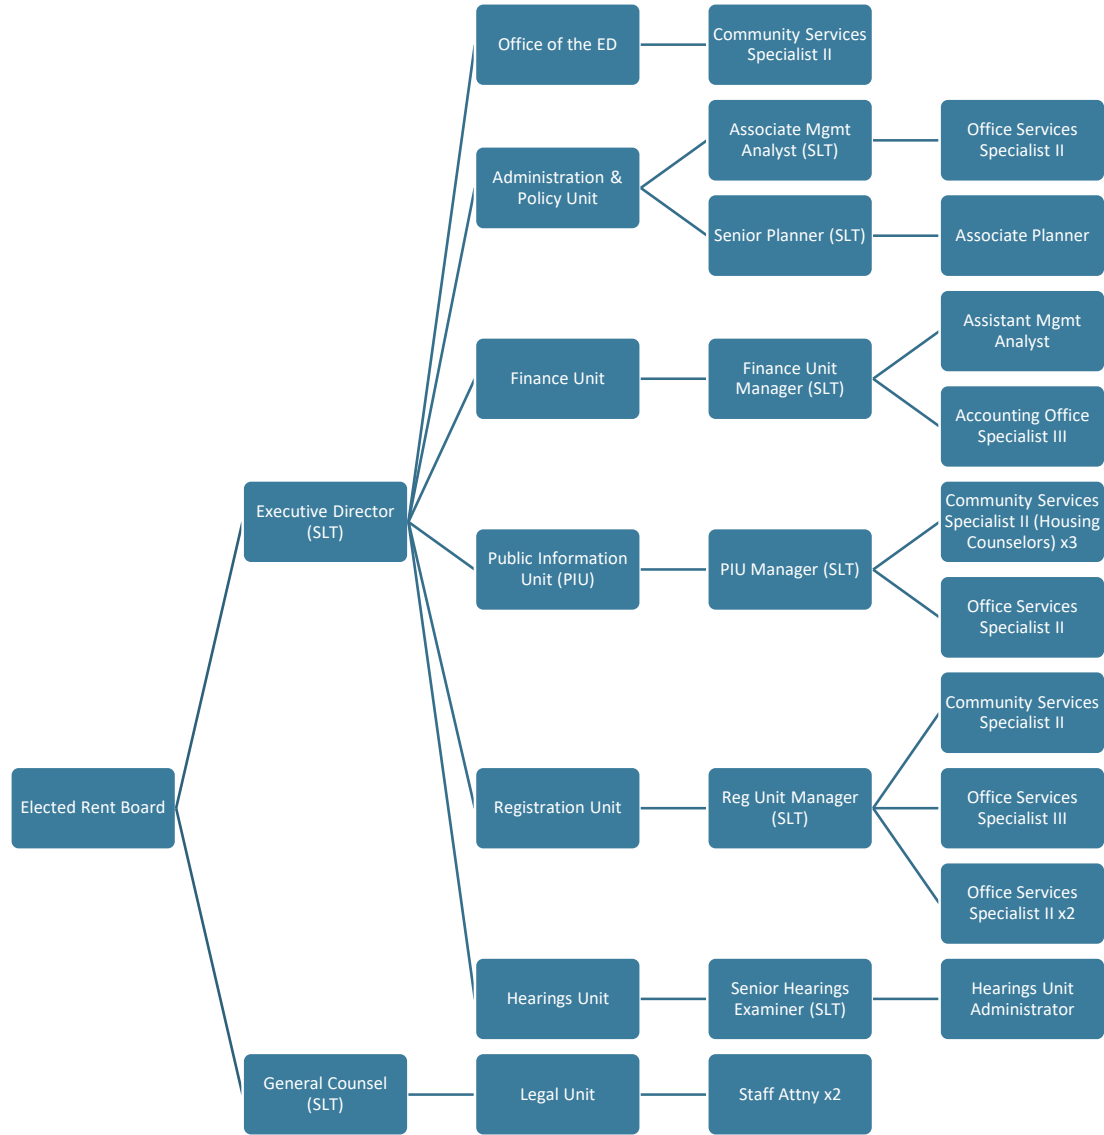 Office of the ED
Community Services
Specialist II
Associate Mgmt
Analyst (SLT)
Office Services
Specialist II
Administration &
Policy Unit
Senior Planner (SLT)
Associate Planner
Assistant Mgmt
Analyst
Finance Unit
Finance Unit
Manager (SLT)
Accounting Office
Specialist III
Executive Director
(SLT)
Community Services
Specialist II (Housing
Counselors) x3
Public Information
Unit (PIU)
PIU Manager (SLT)
Office Services
Specialist II
Community Services
Specialist II
Elected Rent Board
Registration Unit
Reg Unit Manager
(SLT)
Office Services
Specialist III
Office Services
Specialist II x2
Hearings Unit
Senior Hearings
Examiner (SLT)
Hearings Unit
Administrator
General Counsel
(SLT)
Legal Unit
Staff Attny x2